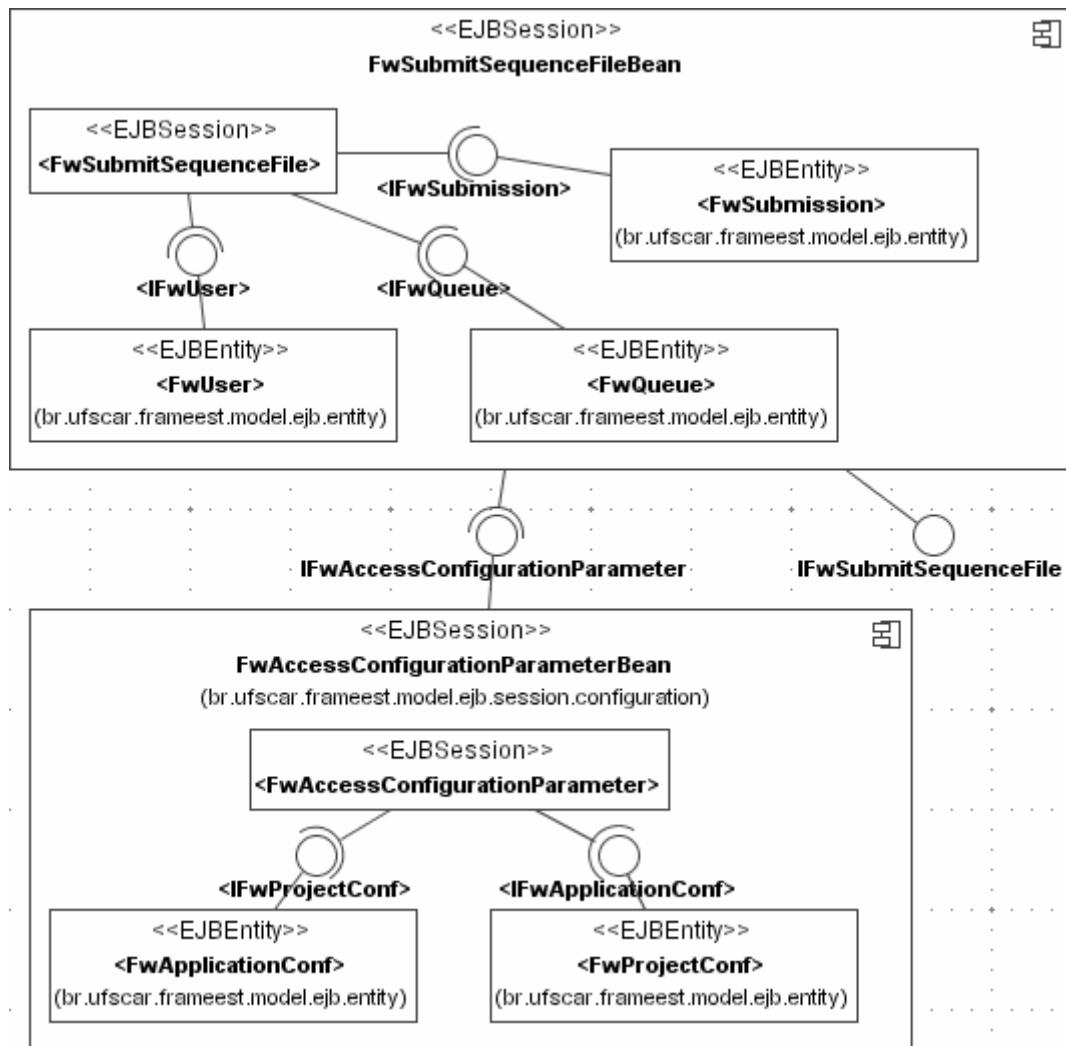 <<EJBSession>>
FwSubmitSequenceFileBean
<<EJBSession>>
<FwSubmitSequenceFile>
<IFwSubmission>
<<EJBEntity>>
<FwSubmission>
(br.ufscar.frameest.model.ejb.entity)
<IFwUser>
<IFwQueue>
<<EJBEntity>>
<FwUser>
(br.ufscar.frameest.model.ejb.entity)
<<EJBEntity>>
<FwQueue>
(br.ufscar.frameest.model.ejb.entity)
IFwAccessConfigurationParameter
IFwSubmitSequenceFile
<<EJBSession>>
FwAccessConfigurationParameterBean
(br.ufscar.frameest.model.ejb.session.configuration)
<<EJBSession>>
<FwAccessConfigurationParameter>
<IFwProjectConf>
<IFwApplicationConf>
<<EJBEntity>>
<FwApplicationConf>
(br.ufscar.frameest.model.ejb.entity)
<<EJBEntity>>
<FwProjectConf>
(br.ufscar.frameest.model.ejb.entity)